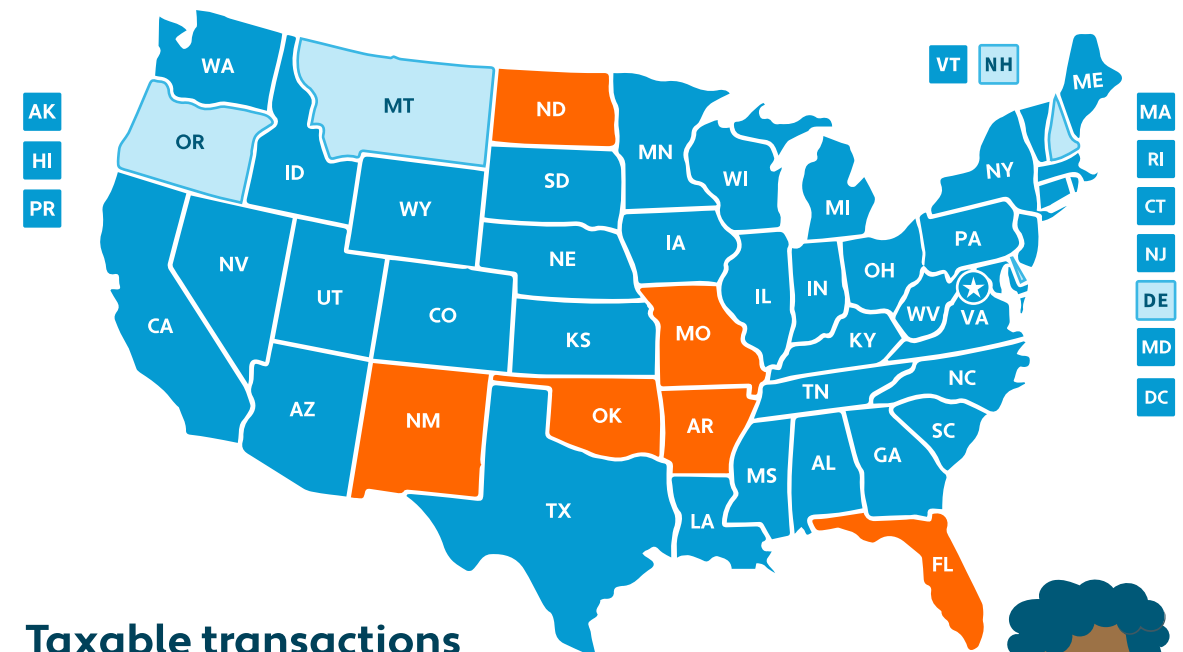 WA
VT
NH
ME
AK
MT
ND
MA
OR
MN
HI
ID
SD
WI
NY
RI
PR
WY
MI
CT
PA
IA
NV
NE
OH
NJ
UT
IL
IN
DE
CO
WV
VA
CA
MO
KS
KY
MD
NC
TN
DC
AZ
NM
OK
AR
SC
GA
AL
MS
TX
LA
FL
Taxable transactions